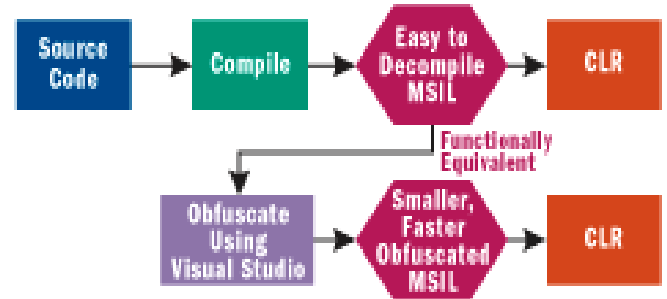 Source
Code
Compile
Easy to
Decompile
MSIL
CLR
Functionally
Equivalent
Obfuscate
Using
Visual Studio
Smaller,
Faster
Obfuscated
MSIL
CLR